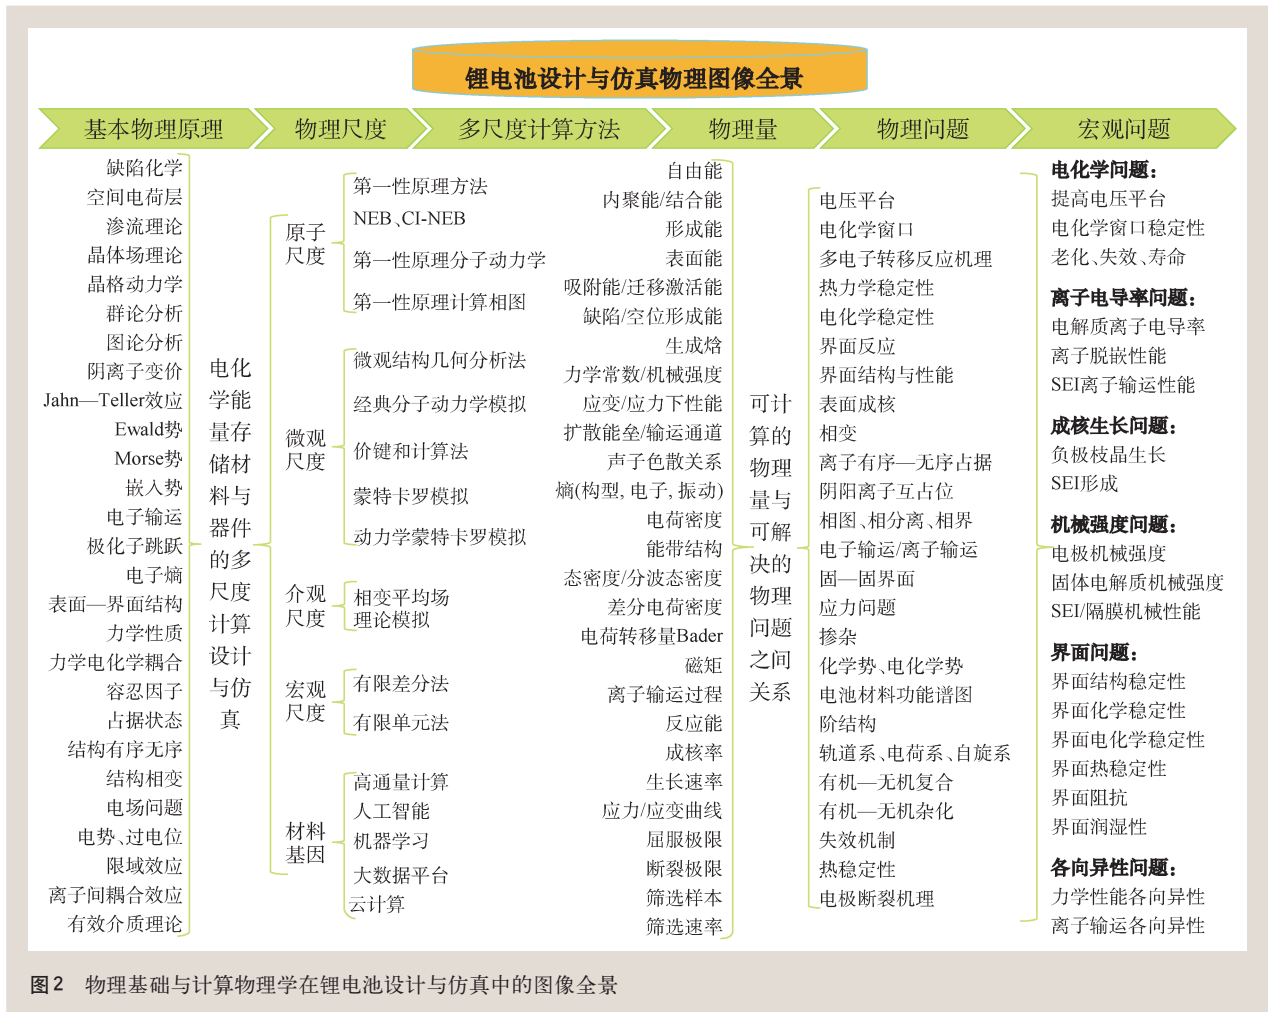 锂电池设计与仿真物理图像全景
基本物理原理
物理尺度
多尺度计算方法
物理量
物理问题
宏观问题
缺陷化学
空间电荷层
渗流理论
晶体场理论
晶格动力学
群论分析
图论分析
阴离子变价
Jahn—Teller效应
Ewald势
Morse势
嵌入势
电子输运
极化子跳跃
电子熵
表面—界面结构
力学性质
力学电化学耦合
容忍因子
占据状态
结构有序无序
结构相变
电场问题
电势、过电位
限域效应
离子间耦合效应
有效介质理论
电化
学能
量存
储材
料与
器件
的多
尺度
计算
设计
与仿
真
原子
尺度
微观
尺度
介观
尺度
宏观
尺度
材料
基因
第一性原理方法
NEB、CI-NEB
第一性原理分子动力学
第一性原理计算相图
微观结构几何分析法
经典分子动力学模拟
价键和计算法
蒙特卡罗模拟
动力学蒙特卡罗模拟
相变平均场
理论模拟
有限差分法
有限单元法
高通量计算
人工智能
机器学习
大数据平台
云计算
自由能
内聚能/结合能
形成能
表面能
吸附能/迁移激活能
缺陷/空位形成能
生成焓
力学常数/机械强度
应变/应力下性能
扩散能垒/输运通道
声子色散关系
熵(构型, 电子, 振动)
电荷密度
能带结构
态密度/分波态密度
差分电荷密度
电荷转移量Bader
磁矩
离子输运过程
反应能
成核率
生长速率
应力/应变曲线
屈服极限
断裂极限
筛选样本
筛选速率
可计
算的
物理
量与
可解
决的
物理
问题
之间
关系
电压平台
电化学窗口
多电子转移反应机理
热力学稳定性
电化学稳定性
界面反应
界面结构与性能
表面成核
相变
离子有序—无序占据
阴阳离子互占位
相图、相分离、相界
电子输运/离子输运
固—固界面
应力问题
掺杂
化学势、电化学势
电池材料功能谱图
阶结构
轨道系、电荷系、自旋系
有机—无机复合
有机—无机杂化
失效机制
热稳定性
电极断裂机理
电化学问题：
提高电压平台
电化学窗口稳定性
老化、失效、寿命
离子电导率问题：
电解质离子电导率
离子脱嵌性能
SEI离子输运性能
成核生长问题：
负极枝晶生长
SEI形成
机械强度问题：
电极机械强度
固体电解质机械强度
SEI/隔膜机械性能
界面问题：
界面结构稳定性
界面化学稳定性
界面电化学稳定性
界面热稳定性
界面阻抗
界面润湿性
各向异性问题：
力学性能各向异性
离子输运各向异性
图2 物理基础与计算物理学在锂电池设计与仿真中的图像全景